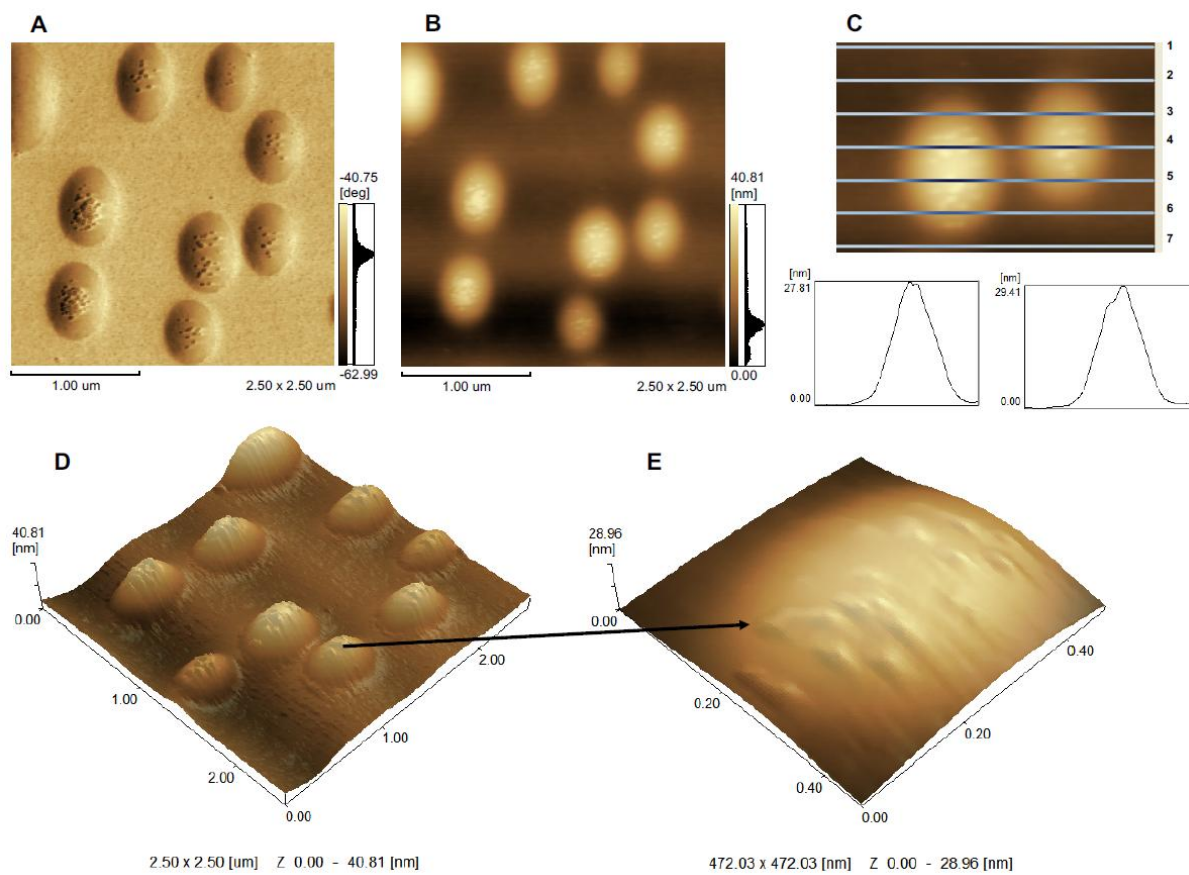 A
-40.75
[deg]
-62.99
1.00 um
2.50 x 2.50 um
B
40.81
[nm]
0.00
1.00 um
2.50 x 2.50 um
C
1
2
3
4
5
6
7
[nm]
27.81
0.00
[nm]
29.41
0.00
D
40.81
[nm]
0.00
1.00
2.00
0.00
1.00
2.00
2.50 x 2.50 [um] Z 0.00 - 40.81 [nm]
E
28.96
[nm]
0.00
0.20
0.40
0.00
0.20
0.40
472.03 x 472.03 [nm] Z 0.00 - 28.96 [nm]